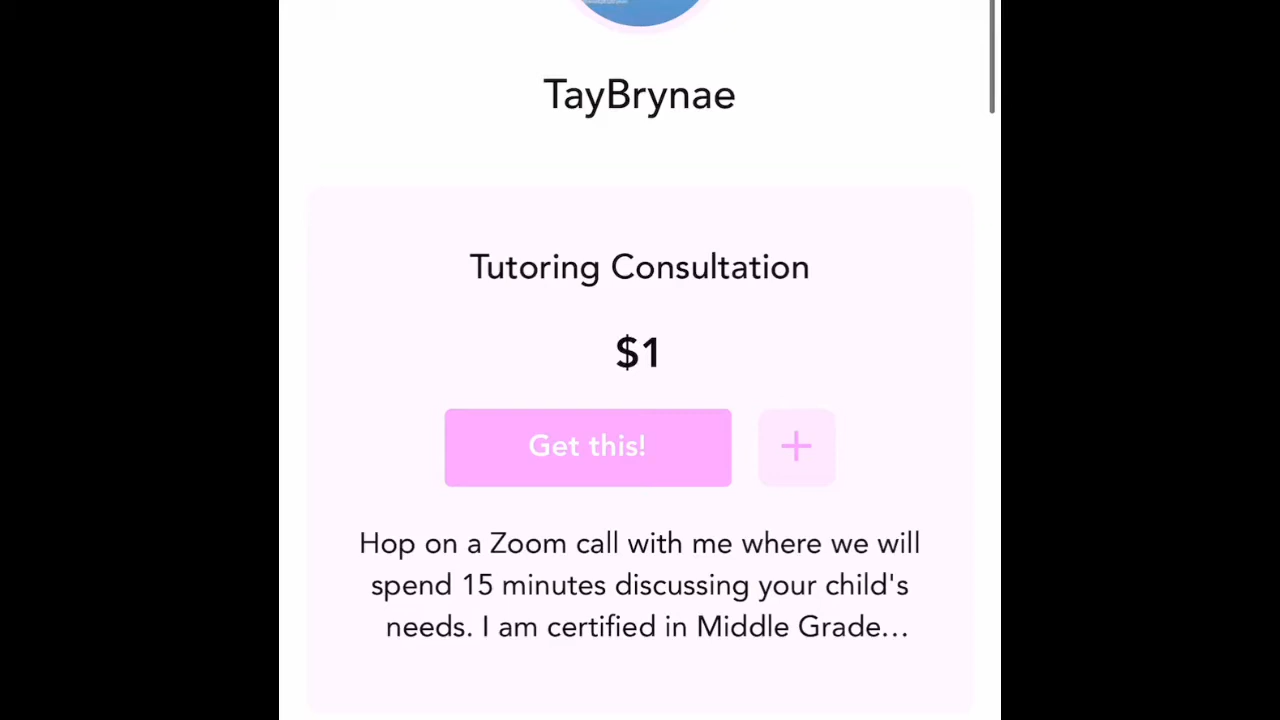 TayBrynae
Tutoring Consultation
$1
Get this!
+
Hop on a Zoom call with me where we will
spend 15 minutes discussing your child's
needs. I am certified in Middle Grade...